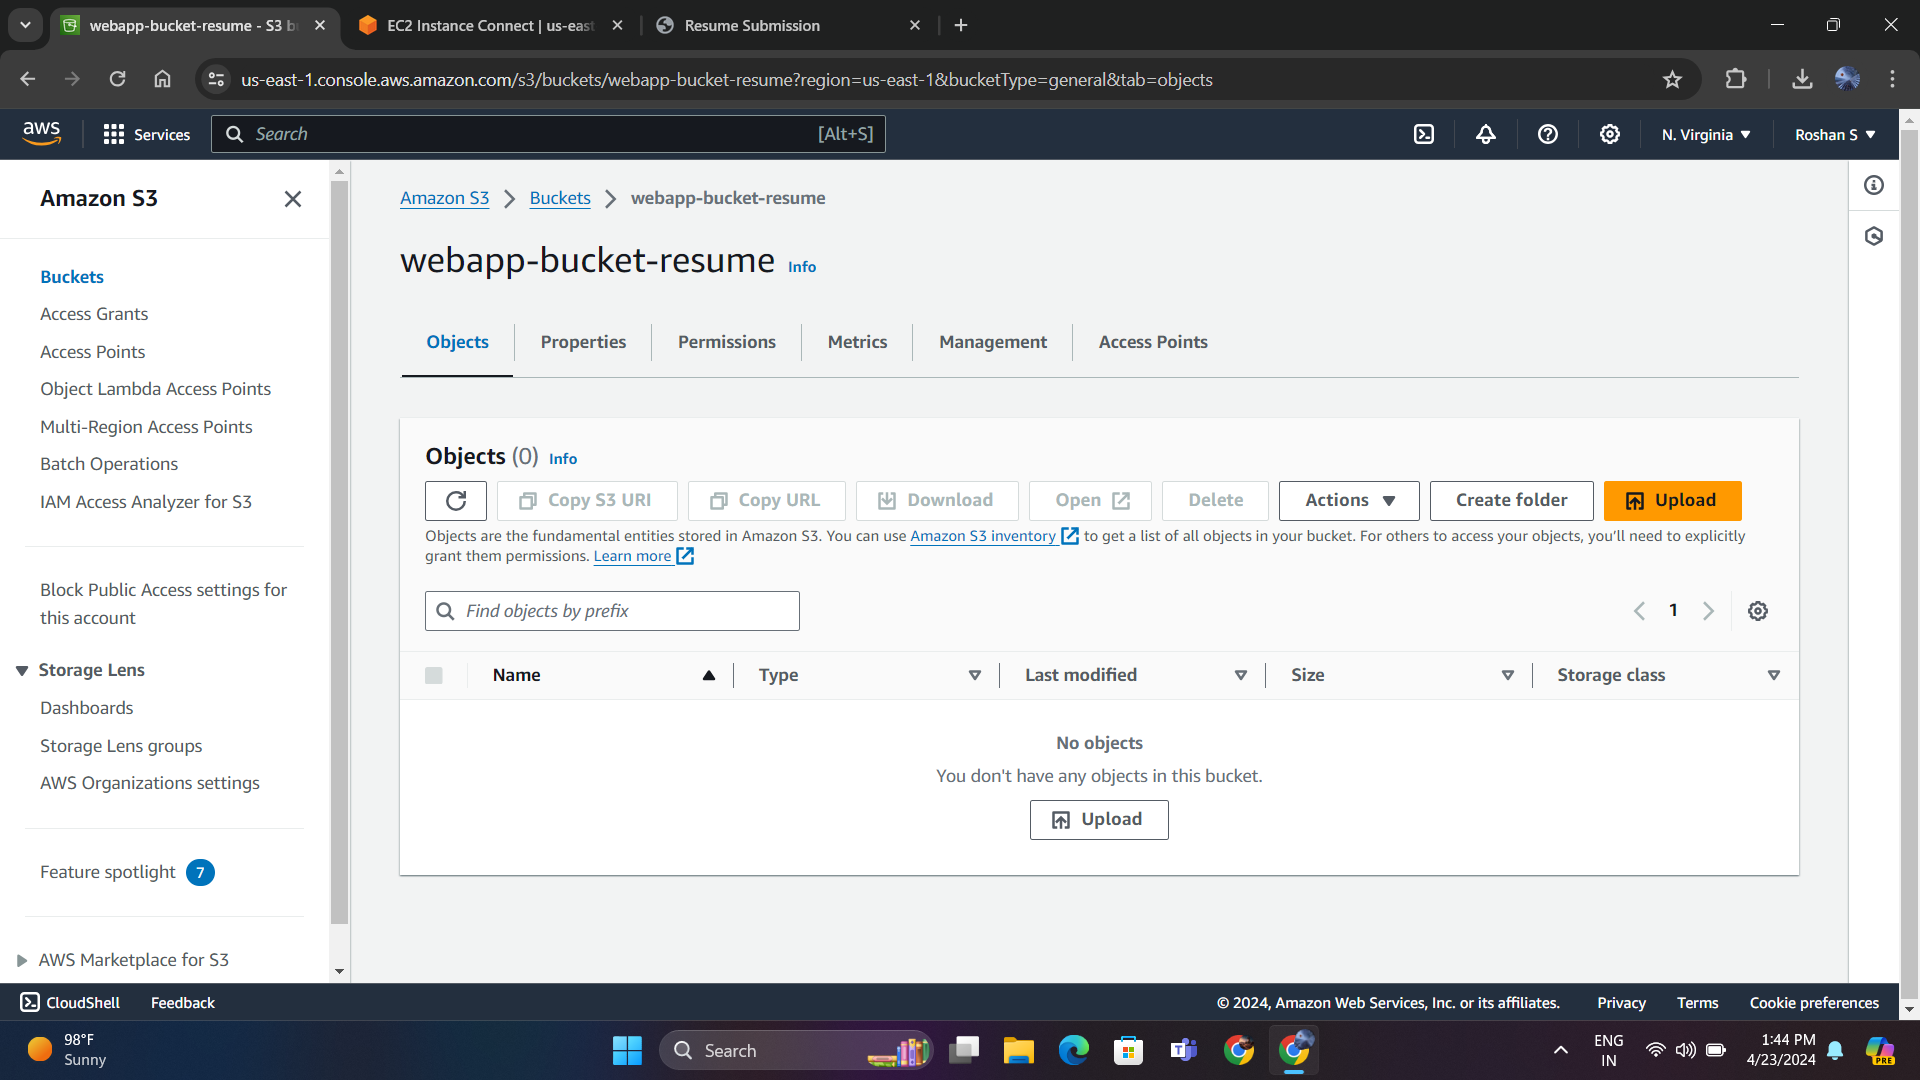 webapp-bucket-resume - S3 b
EC2 Instance Connect | us-east
Resume Submission
us-east-1.console.aws.amazon.com/s3/buckets/webapp-bucket-resume?region=us-east-1&bucketType=general&tab=objects
aws
Services
Search
[Alt+S]
N. Virginia
Roshan S
Amazon S3
Buckets
Access Grants
Access Points
Object Lambda Access Points
Multi-Region Access Points
Batch Operations
IAM Access Analyzer for S3
Block Public Access settings for
this account
Storage Lens
Dashboards
Storage Lens groups
AWS Organizations settings
Feature spotlight 7
AWS Marketplace for S3
Amazon S3 > Buckets > webapp-bucket-resume
webapp-bucket-resume Info
Objects Properties Permissions Metrics Management Access Points
Objects (0) Info
Copy S3 URI Copy URL Download Open Delete Actions Create folder Upload
Objects are the fundamental entities stored in Amazon S3. You can use Amazon S3 inventory to get a list of all objects in your bucket. For others to access your objects, you'll need to explicitly
grant them permissions. Learn more
Find objects by prefix
1
Name Type Last modified Size Storage class
No objects
You don't have any objects in this bucket.
Upload
CloudShell Feedback
© 2024, Amazon Web Services, Inc. or its affiliates. Privacy Terms Cookie preferences
98°F
Sunny
Search
ENG
IN
1:44 PM
4/23/2024
PRE